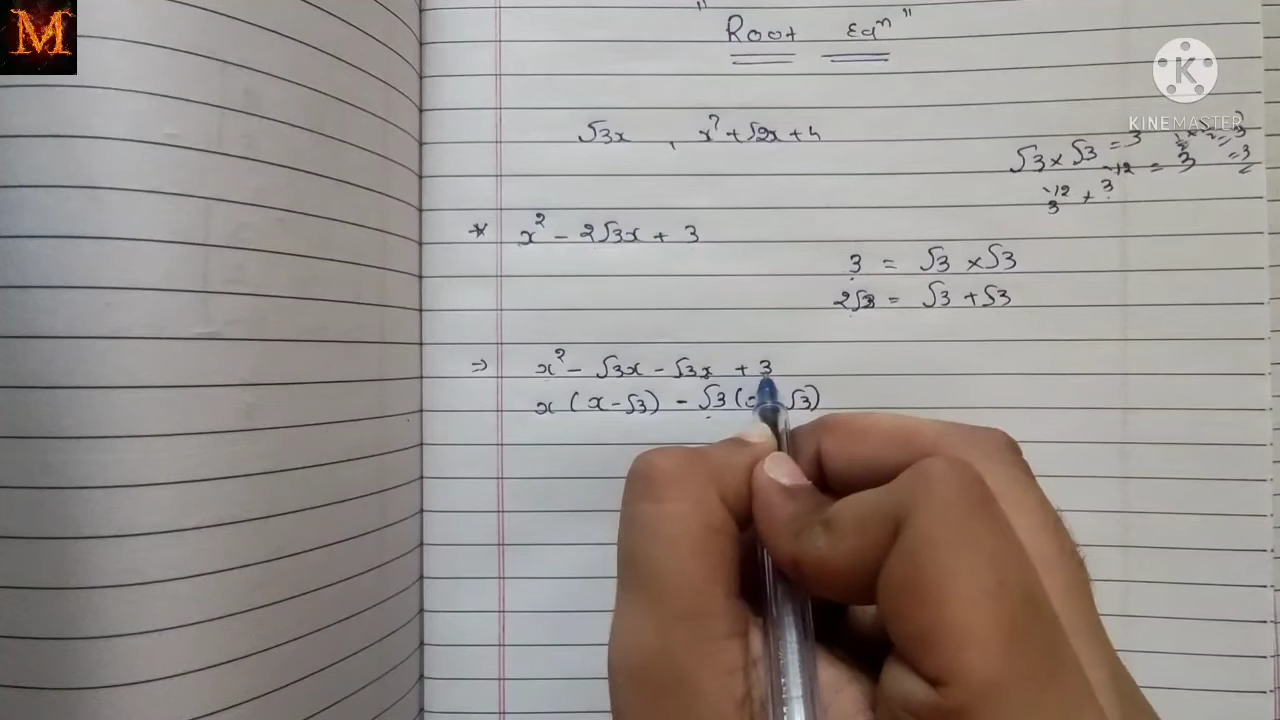 M
"Root Eqn"
KINEMASTER
√3x , x² + √2x + 4
√3 × √3 = 3
* x² - 2√3x + 3
3 = √3 × √3
2√3 = √3 + √3
⇒ x² - √3x - √3x + 3
x (x - √3) - √3 ( √3)